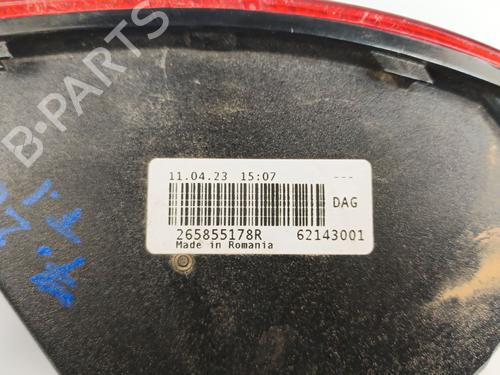 B-PARTS
11.04.23 15:07 ---
DAG
265855178R 62143001
Made in Romania